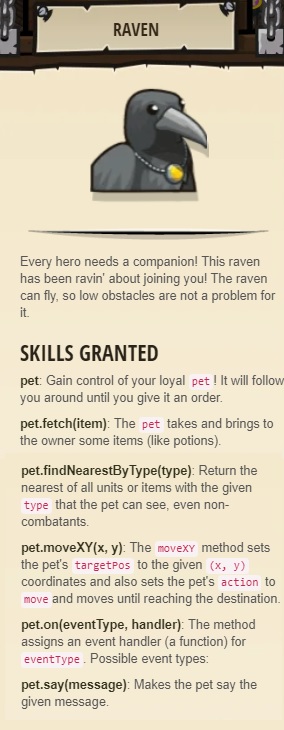 RAVEN
Every hero needs a companion! This raven
has been ravin' about joining you! The raven
can fly, so low obstacles are not a problem for
it.
SKILLS GRANTED
pet: Gain control of your loyal pet! It will follow
you around until you give it an order.
pet.fetch(item): The pet takes and brings to
the owner some items (like potions).
pet.findNearestByType(type): Return the
nearest of all units or items with the given
type that the pet can see, even non-
combatants.
pet.moveXY(x, y): The moveXY method sets
the pet's targetPos to the given (x, y)
coordinates and also sets the pet's action to
move and moves until reaching the destination.
pet.on(eventType, handler): The method
assigns an event handler (a function) for
eventType. Possible event types:
pet.say(message): Makes the pet say the
given message.